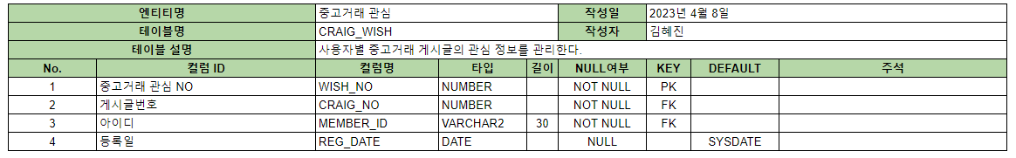 엔티티명 중고거래 관심 작성일 2023년 4월 8일
테이블명 CRAIG_WISH 작성자 김혜진
테이블 설명 사용자별 중고거래 게시글의 관심 정보를 관리한다.
No. 컬럼 ID 컬럼명 타입 길이 NULL여부 KEY DEFAULT 주석
1 중고거래 관심 NO WISH_NO NUMBER NOT NULL PK
2 게시글번호 CRAIG_NO NUMBER NOT NULL FK
3 아이디 MEMBER_ID VARCHAR2 30 NOT NULL FK
4 등록일 REG_DATE DATE NULL SYSDATE